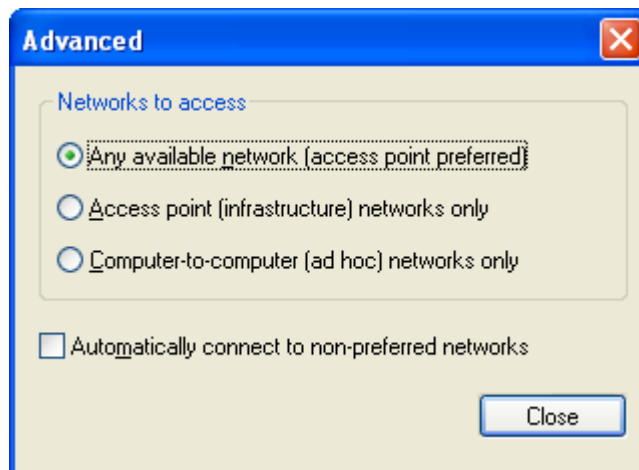 Advanced
Networks to access
Any available network (access point preferred)
Access point (infrastructure) networks only
Computer-to-computer (ad hoc) networks only
Automatically connect to non-preferred networks
Close